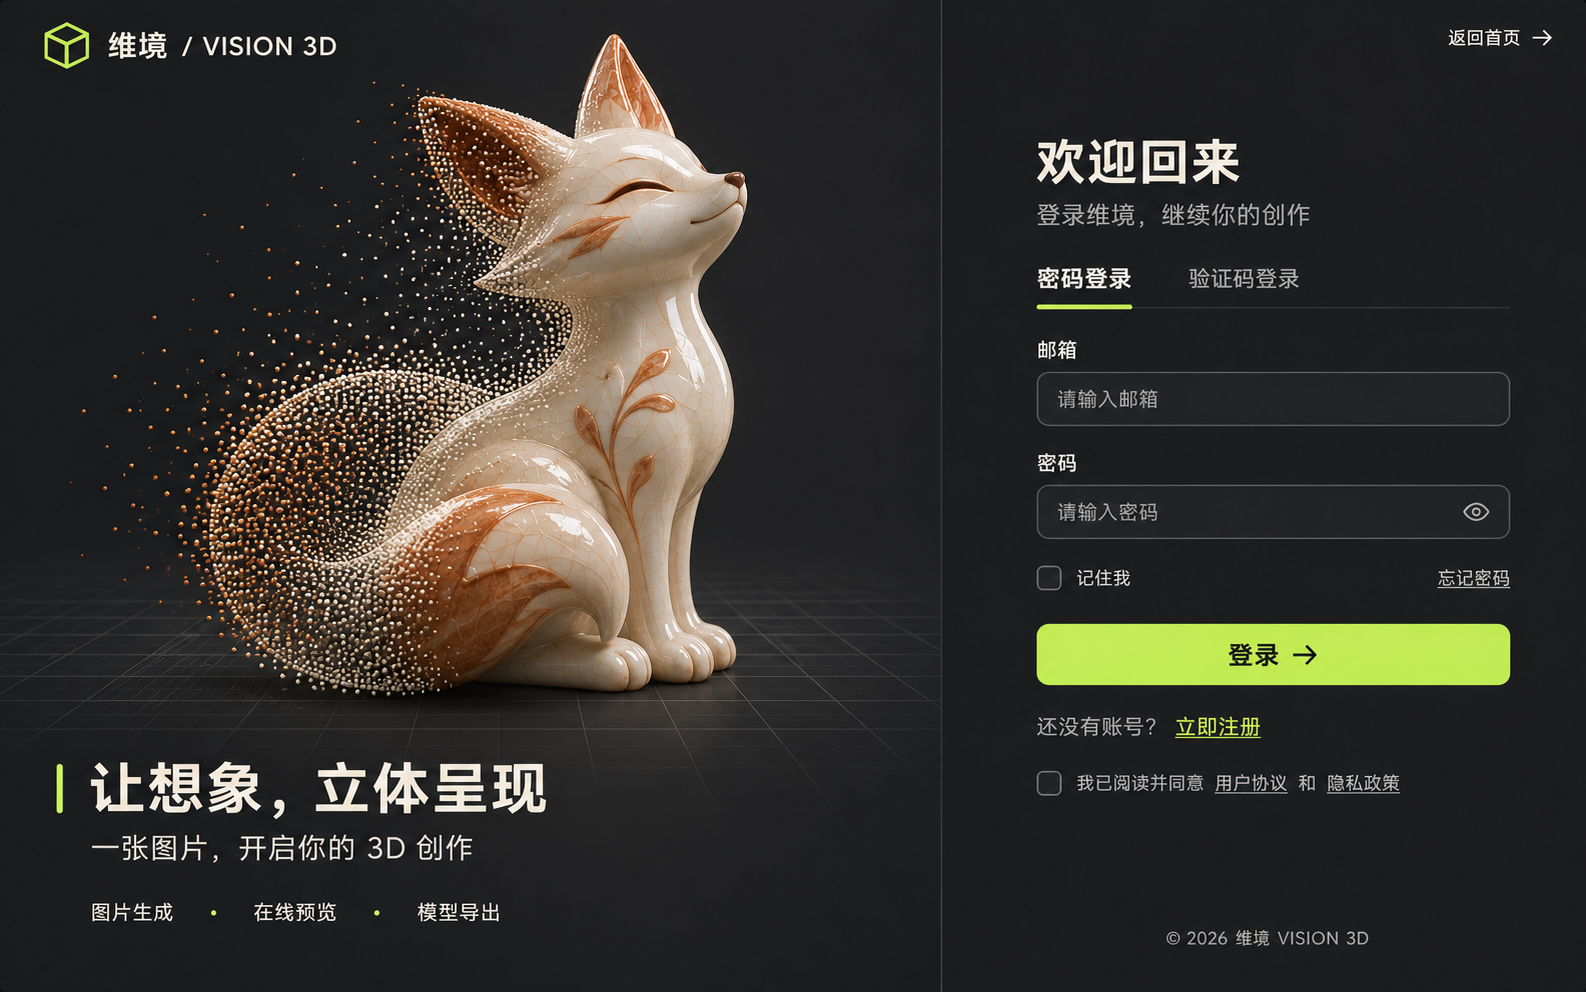 维境 / VISION 3D
返回首页 →
让想象，立体呈现
一张图片，开启你的 3D 创作
图片生成 • 在线预览 • 模型导出
欢迎回来
登录维境，继续你的创作
密码登录 验证码登录
邮箱
请输入邮箱
密码
请输入密码
记住我 忘记密码
登录 →
还没有账号？ 立即注册
我已阅读并同意 用户协议 和 隐私政策
© 2026 维境 VISION 3D